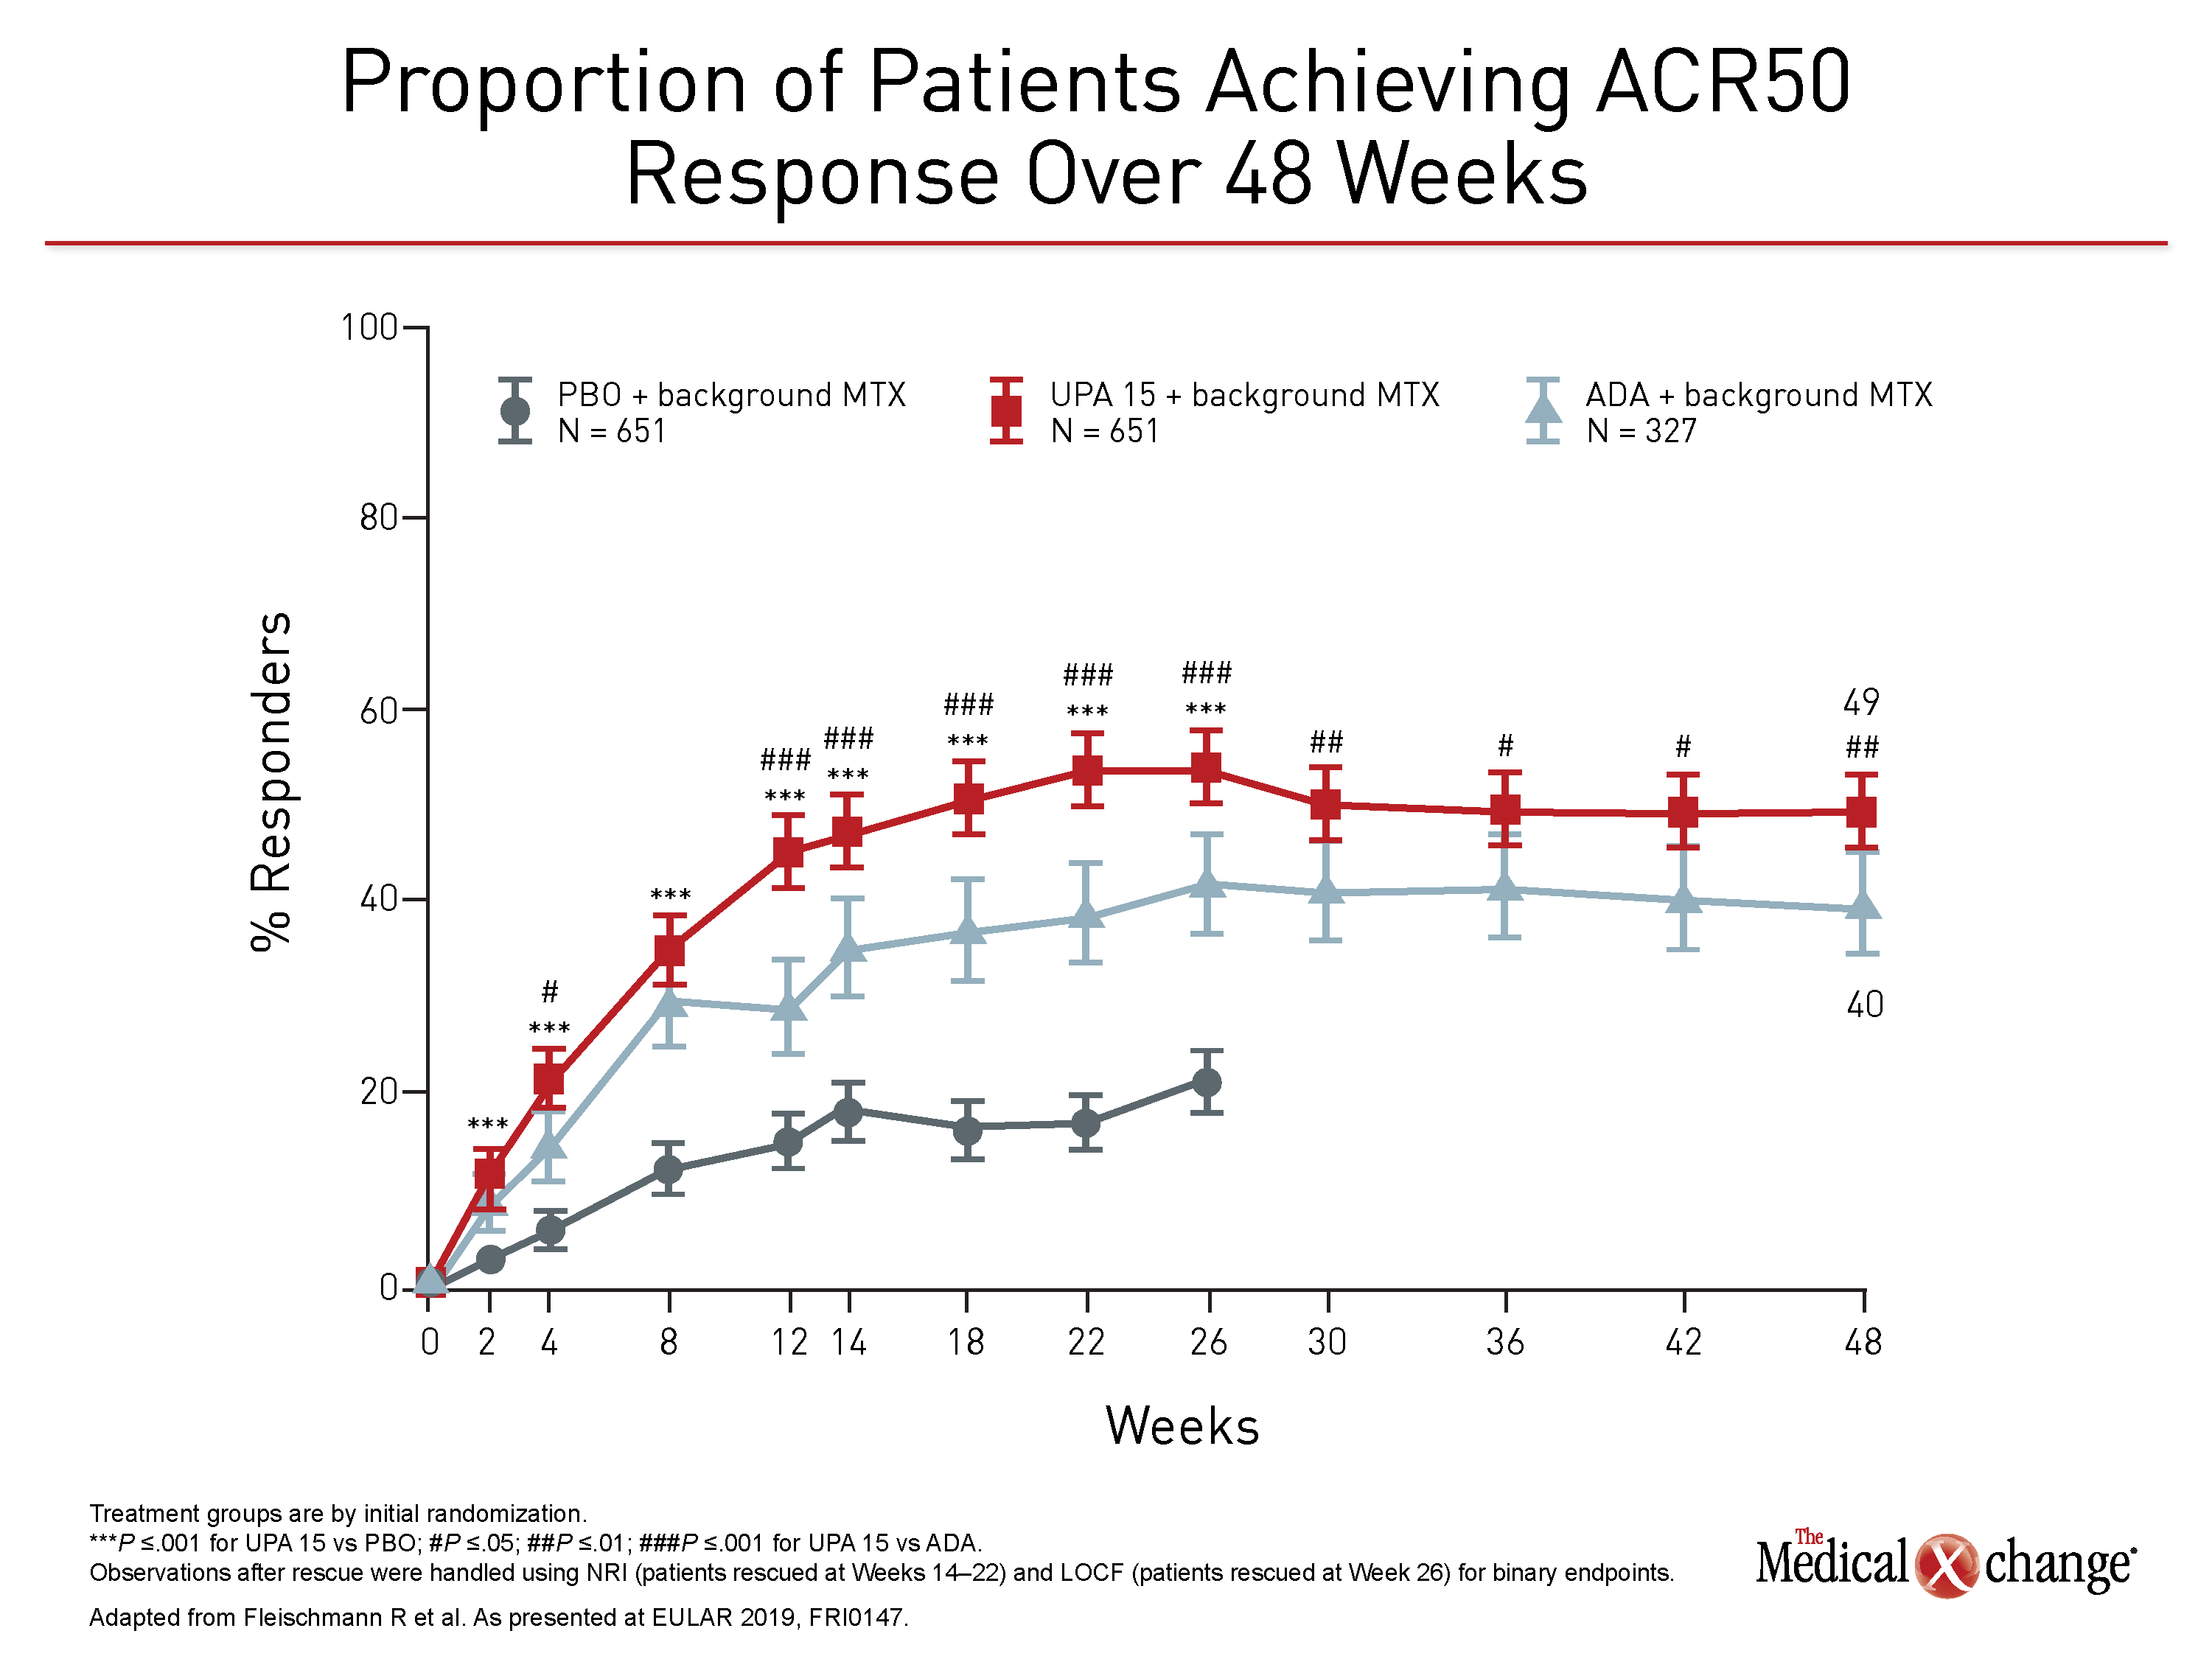 Proportion of Patients Achieving ACR50
Response Over 48 Weeks
100
80
60
40
20
0
% Responders
PBO + background MTX
N = 651
UPA 15 + background MTX
N = 651
ADA + background MTX
N = 327
***
#
***
***
###
***
###
***
###
***
###
***
###
***
##
#
#
49
##
40
0 2 4 8 12 14 18 22 26 30 36 42 48
Weeks
Treatment groups are by initial randomization.
***P ≤.001 for UPA 15 vs PBO; #P ≤.05; ##P ≤.01; ###P ≤.001 for UPA 15 vs ADA.
Observations after rescue were handled using NRI (patients rescued at Weeks 14–22) and LOCF (patients rescued at Week 26) for binary endpoints.
Adapted from Fleischmann R et al. As presented at EULAR 2019, FRI0147.
The
Medical X change